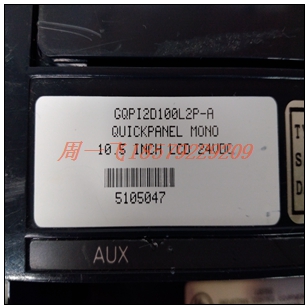 GQPI2D100L2P-A
QUICKPANEL MONO
10.5 INCH LCD 24VDC
5105047
AUX